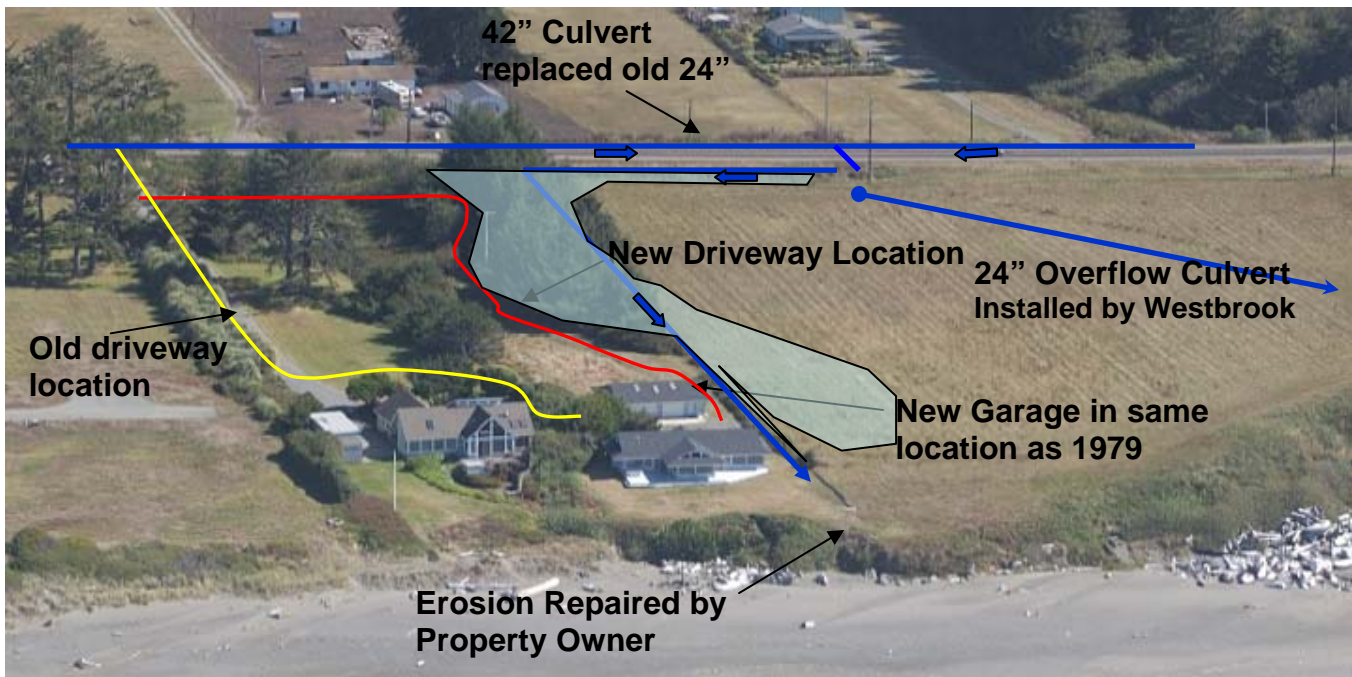 42” Culvert
replaced old 24”
New Driveway Location
24” Overflow Culvert
Installed by Westbrook
Old driveway
location
New Garage in same
location as 1979
Erosion Repaired by
Property Owner